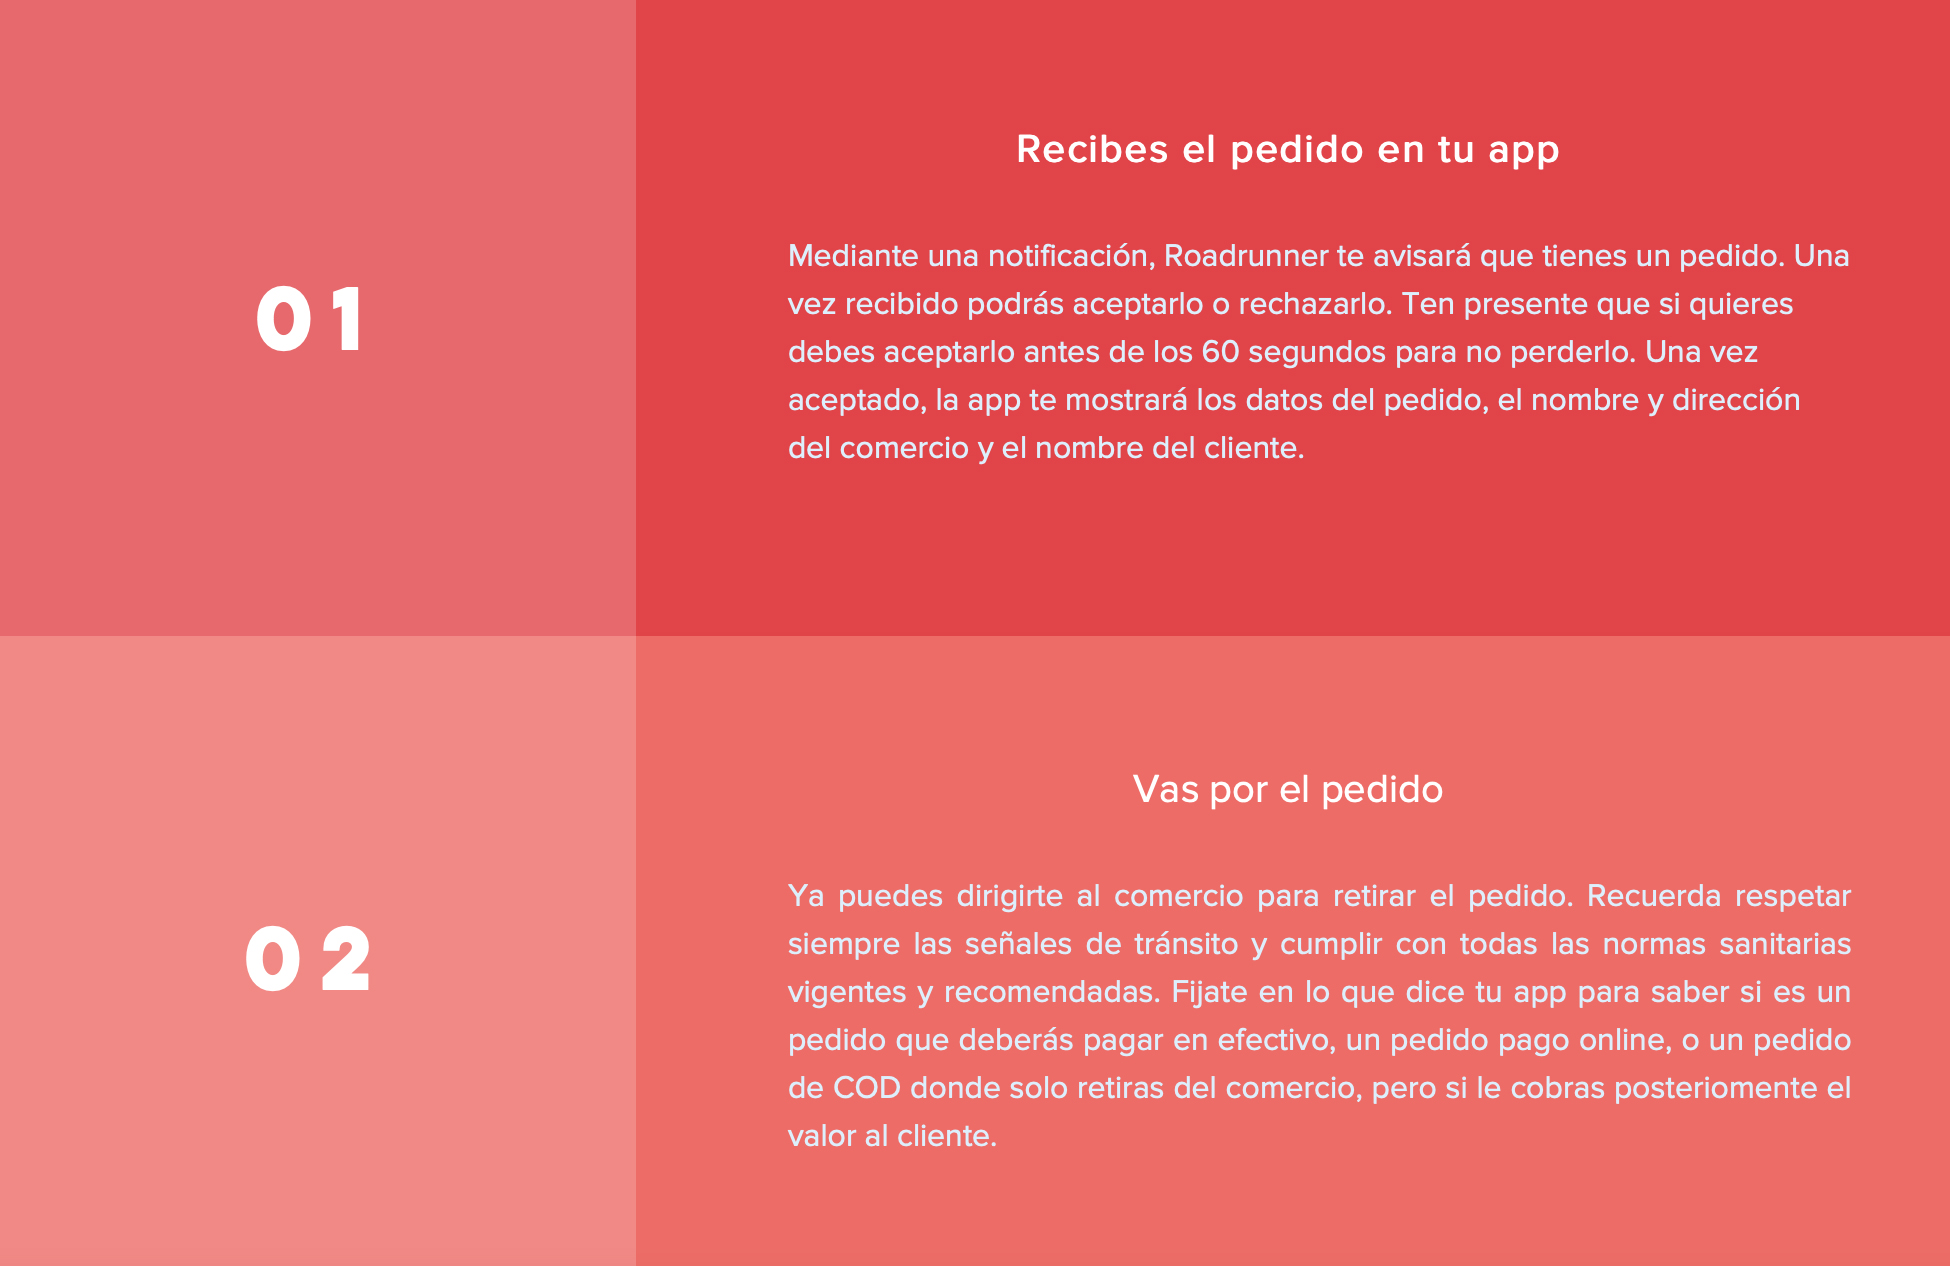 01
Recibes el pedido en tu app
Mediante una notificación, Roadrunner te avisará que tienes un pedido. Una
vez recibido podrás aceptarlo o rechazarlo. Ten presente que si quieres
debes aceptarlo antes de los 60 segundos para no perderlo. Una vez
aceptado, la app te mostrará los datos del pedido, el nombre y dirección
del comercio y el nombre del cliente.
02
Vas por el pedido
Ya puedes dirigirte al comercio para retirar el pedido. Recuerda respetar
siempre las señales de tránsito y cumplir con todas las normas sanitarias
vigentes y recomendadas. Fijate en lo que dice tu app para saber si es un
pedido que deberás pagar en efectivo, un pedido pago online, o un pedido
de COD donde solo retiras del comercio, pero si le cobras posteriomente el
valor al cliente.